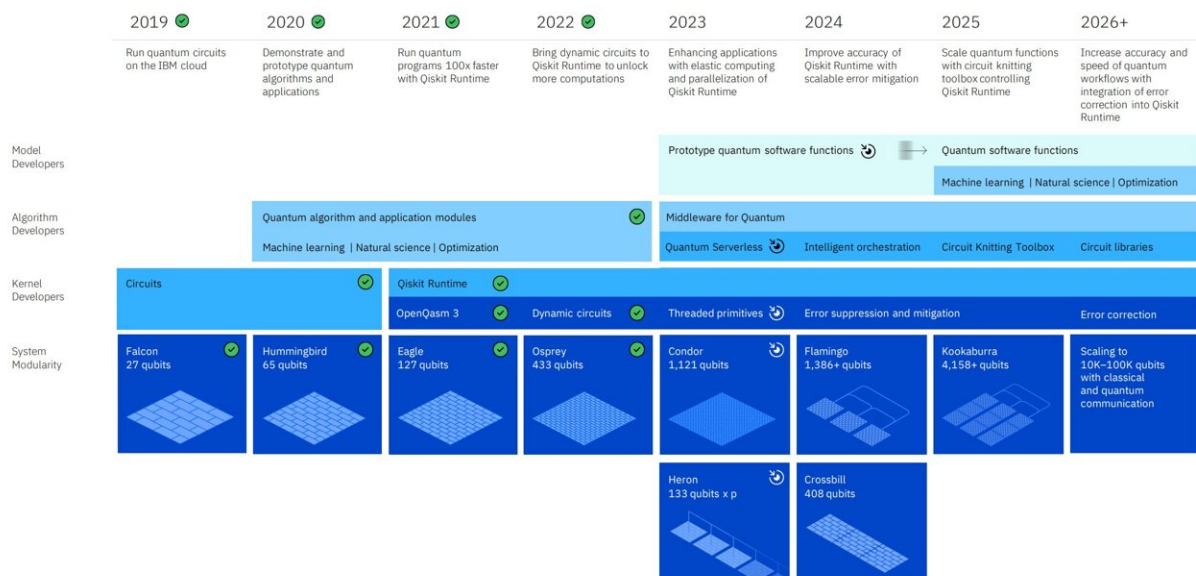 2019
2020
2021
2022
2023
2024
2025
2026+
Run quantum circuits
on the IBM cloud
Demonstrate and
prototype quantum
algorithms and
applications
Run quantum
programs 100x faster
with Qiskit Runtime
Bring dynamic circuits to
Qiskit Runtime to unlock
more computations
Enhancing applications
with elastic computing
and parallelization of
Qiskit Runtime
Improve accuracy of
Qiskit Runtime with
scalable error mitigation
Scale quantum functions
with circuit knitting
toolbox controlling
Qiskit Runtime
Increase accuracy and
speed of quantum
workflows with
integration of error
correction into Qiskit
Runtime
Model
Developers
Prototype quantum software functions
Quantum software functions
Machine learning | Natural science | Optimization
Algorithm
Developers
Quantum algorithm and application modules
Machine learning | Natural science | Optimization
Middleware for Quantum
Quantum Serverless
Intelligent orchestration
Circuit Knitting Toolbox
Circuit libraries
Kernel
Developers
Circuits
Qiskit Runtime
OpenQasm 3
Dynamic circuits
Threaded primitives
Error suppression and mitigation
Error correction
System
Modularity
Falcon
27 qubits
Hummingbird
65 qubits
Eagle
127 qubits
Osprey
433 qubits
Condor
1,121 qubits
Flamingo
1,386+ qubits
Kookaburra
4,158+ qubits
Scaling to
10K–100K qubits
with classical
and quantum
communication
Heron
133 qubits x p
Crossbill
408 qubits